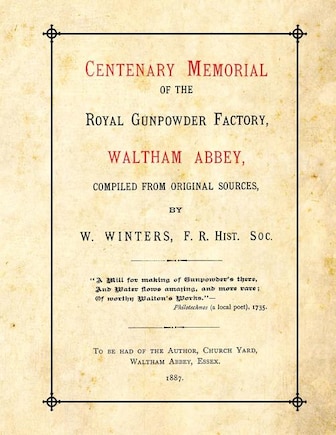 CENTENARY MEMORIAL
OF THE
ROYAL GUNPOWDER FACTORY,
WALTHAM ABBEY,
COMPILED FROM ORIGINAL SOURCES,
BY
W. WINTERS, F. R. HIST. SOC.
"A Mill for making of Gunpowder's there,
And Water flows amazing, and more rare;
Of worthy Walton's Works."—
Philotechnos (a local poet), 1735.
TO BE HAD OF THE AUTHOR, CHURCH YARD,
WALTHAM ABBEY, ESSEX.
1887.